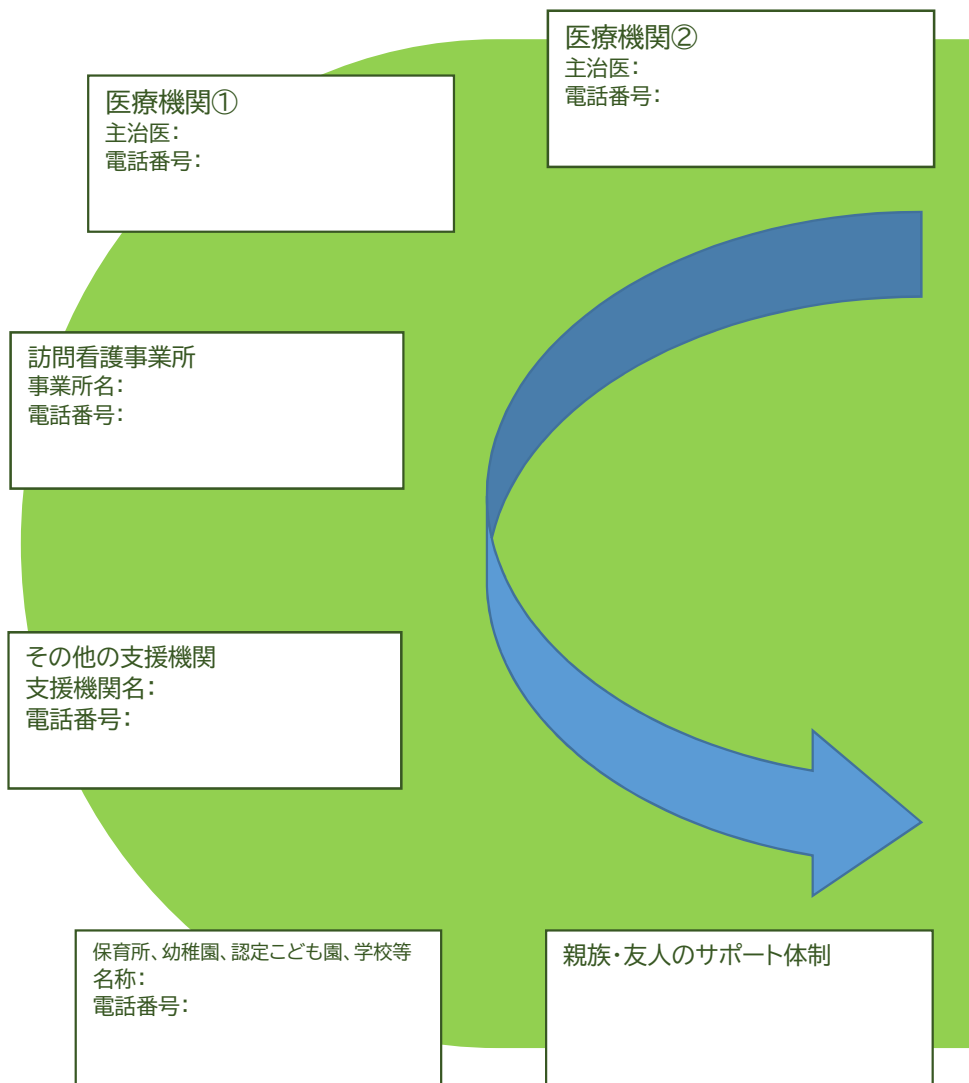 医療機関②
主治医：
電話番号：
医療機関①
主治医：
電話番号：
訪問看護事業所
事業所名：
電話番号：
その他の支援機関
支援機関名：
電話番号：
保育所、幼稚園、認定こども園、学校等
名称：
電話番号：
親族・友人のサポート体制